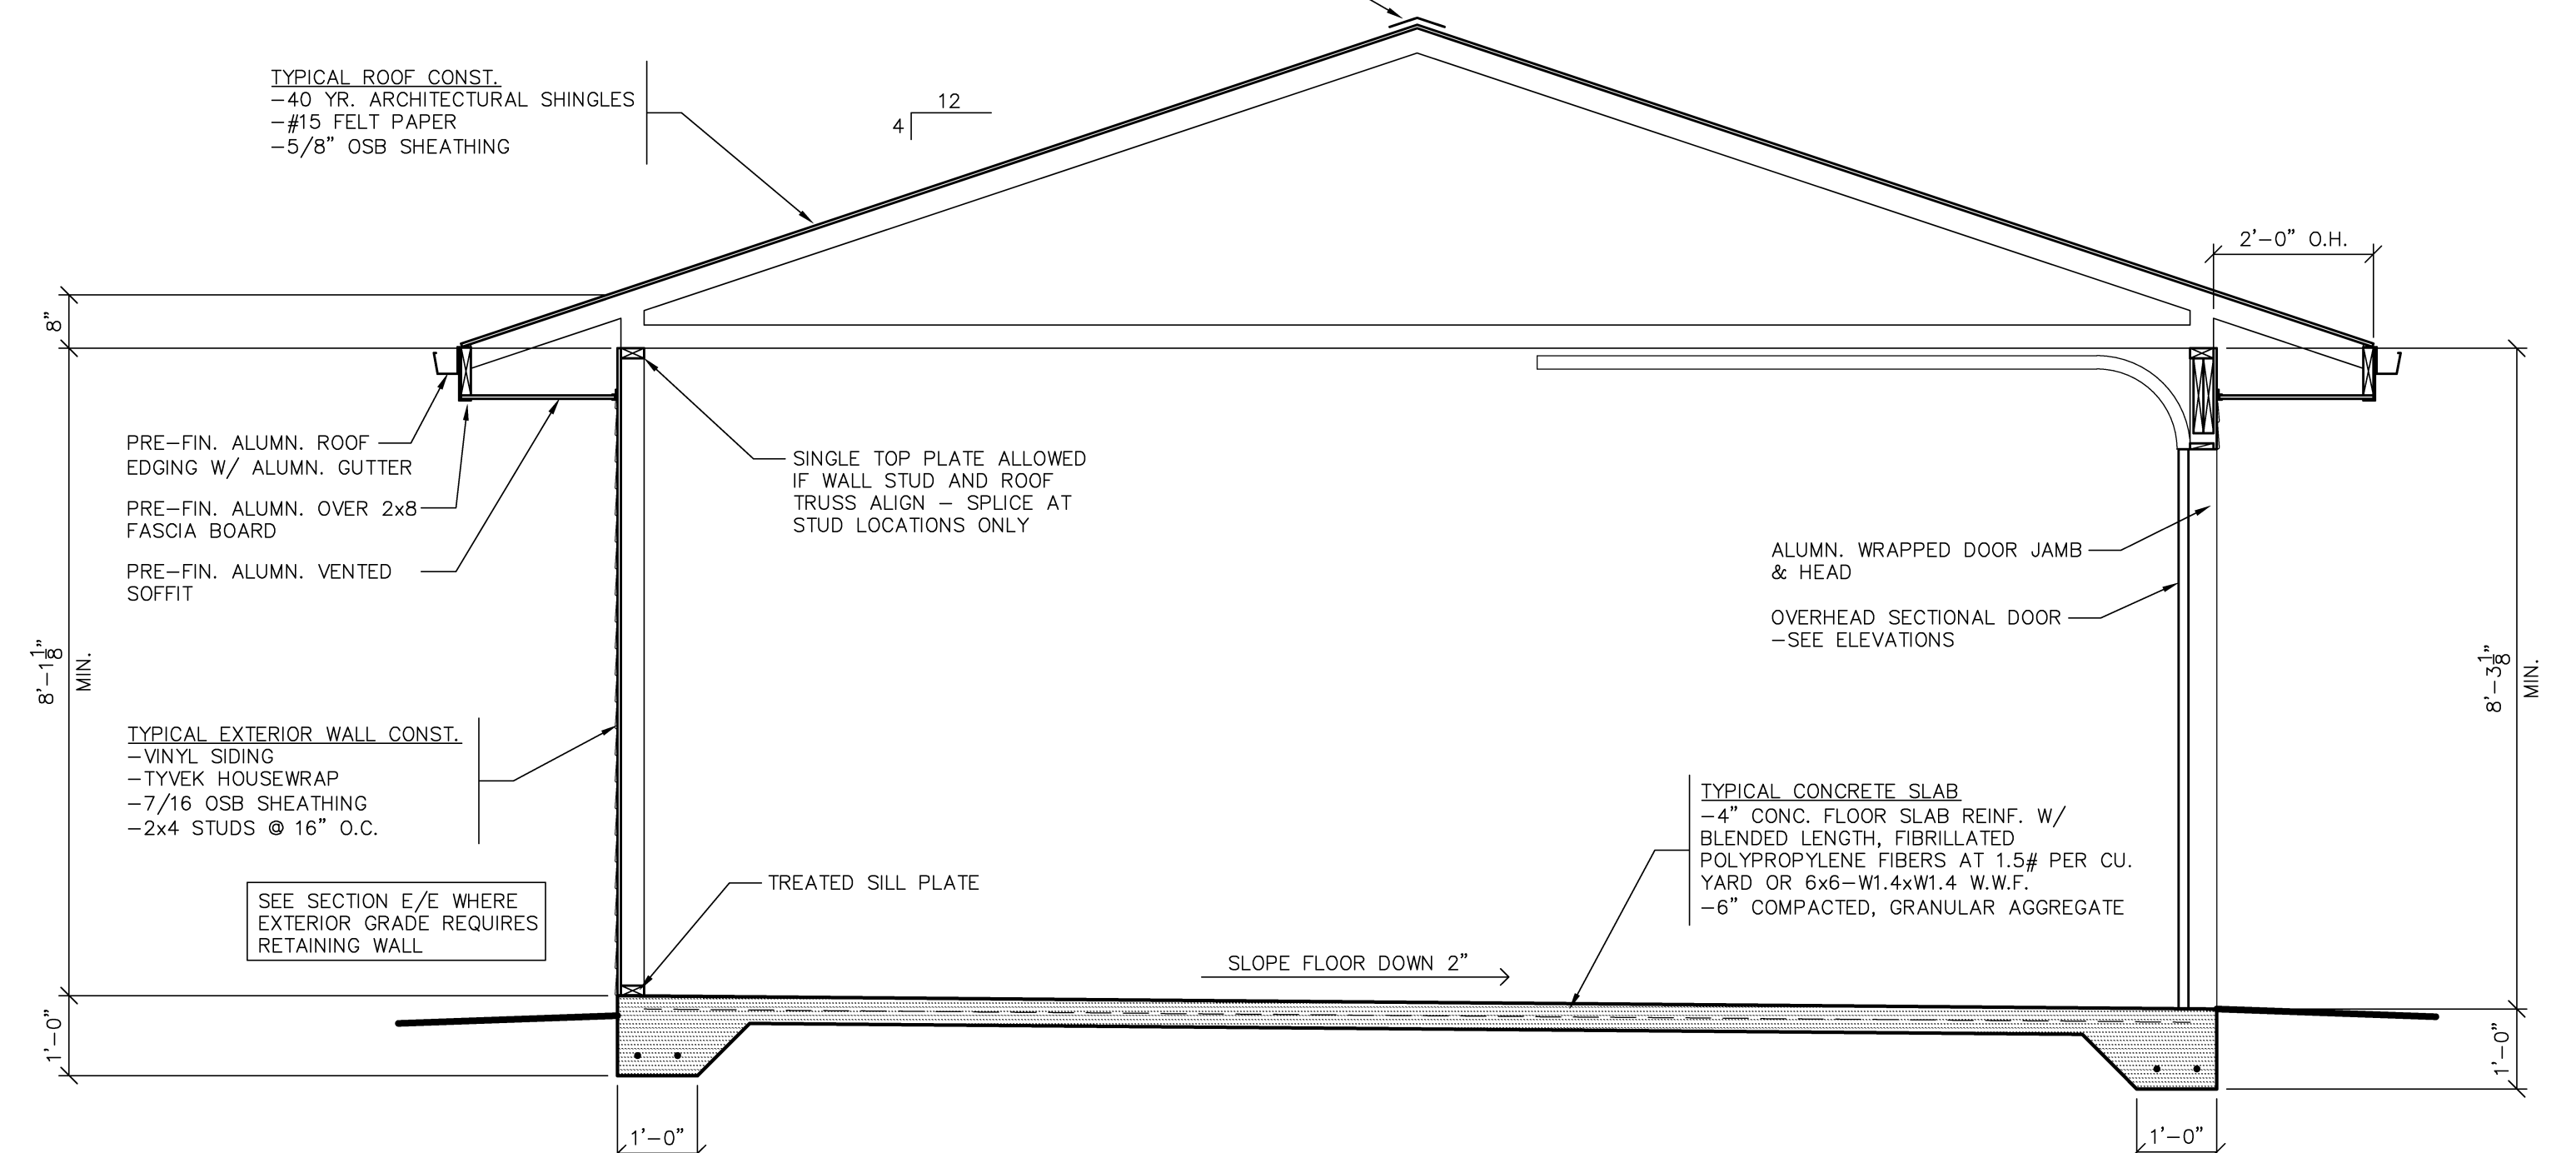 TYPICAL ROOF CONST.
-40 YR. ARCHITECTURAL SHINGLES
-#15 FELT PAPER
-5/8" OSB SHEATHING
12
4
2'-0" O.H.
8"
PRE-FIN. ALUMN. ROOF
EDGING W/ ALUMN. GUTTER
PRE-FIN. ALUMN. OVER 2x8
FASCIA BOARD
PRE-FIN. ALUMN. VENTED
SOFFIT
SINGLE TOP PLATE ALLOWED
IF WALL STUD AND ROOF
TRUSS ALIGN - SPLICE AT
STUD LOCATIONS ONLY
ALUMN. WRAPPED DOOR JAMB
& HEAD
OVERHEAD SECTIONAL DOOR
-SEE ELEVATIONS
8'-1 1/8"
MIN.
8'-3 1/8"
MIN.
TYPICAL EXTERIOR WALL CONST.
-VINYL SIDING
-TYVEK HOUSEWRAP
-7/16 OSB SHEATHING
-2x4 STUDS @ 16" O.C.
TYPICAL CONCRETE SLAB
-4" CONC. FLOOR SLAB REINF. W/
BLENDED LENGTH, FIBRILLATED
POLYPROPYLENE FIBERS AT 1.5# PER CU.
YARD OR 6x6-W1.4xW1.4 W.W.F.
-6" COMPACTED, GRANULAR AGGREGATE
TREATED SILL PLATE
SEE SECTION E/E WHERE
EXTERIOR GRADE REQUIRES
RETAINING WALL
SLOPE FLOOR DOWN 2"
1'-0"
1'-0"
1'-0"
1'-0"